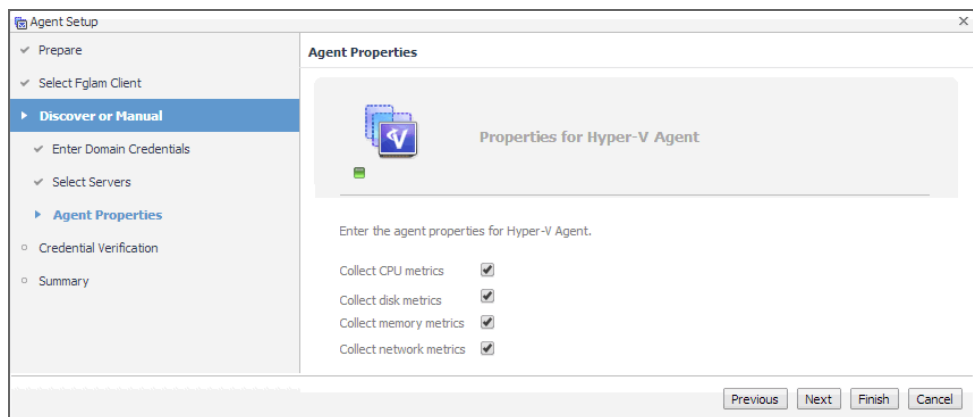 Agent Setup
Prepare
Select Fglam Client
Discover or Manual
Enter Domain Credentials
Select Servers
Agent Properties
Credential Verification
Summary
Agent Properties
Properties for Hyper-V Agent
Enter the agent properties for Hyper-V Agent.
Collect CPU metrics
Collect disk metrics
Collect memory metrics
Collect network metrics
Previous Next Finish Cancel